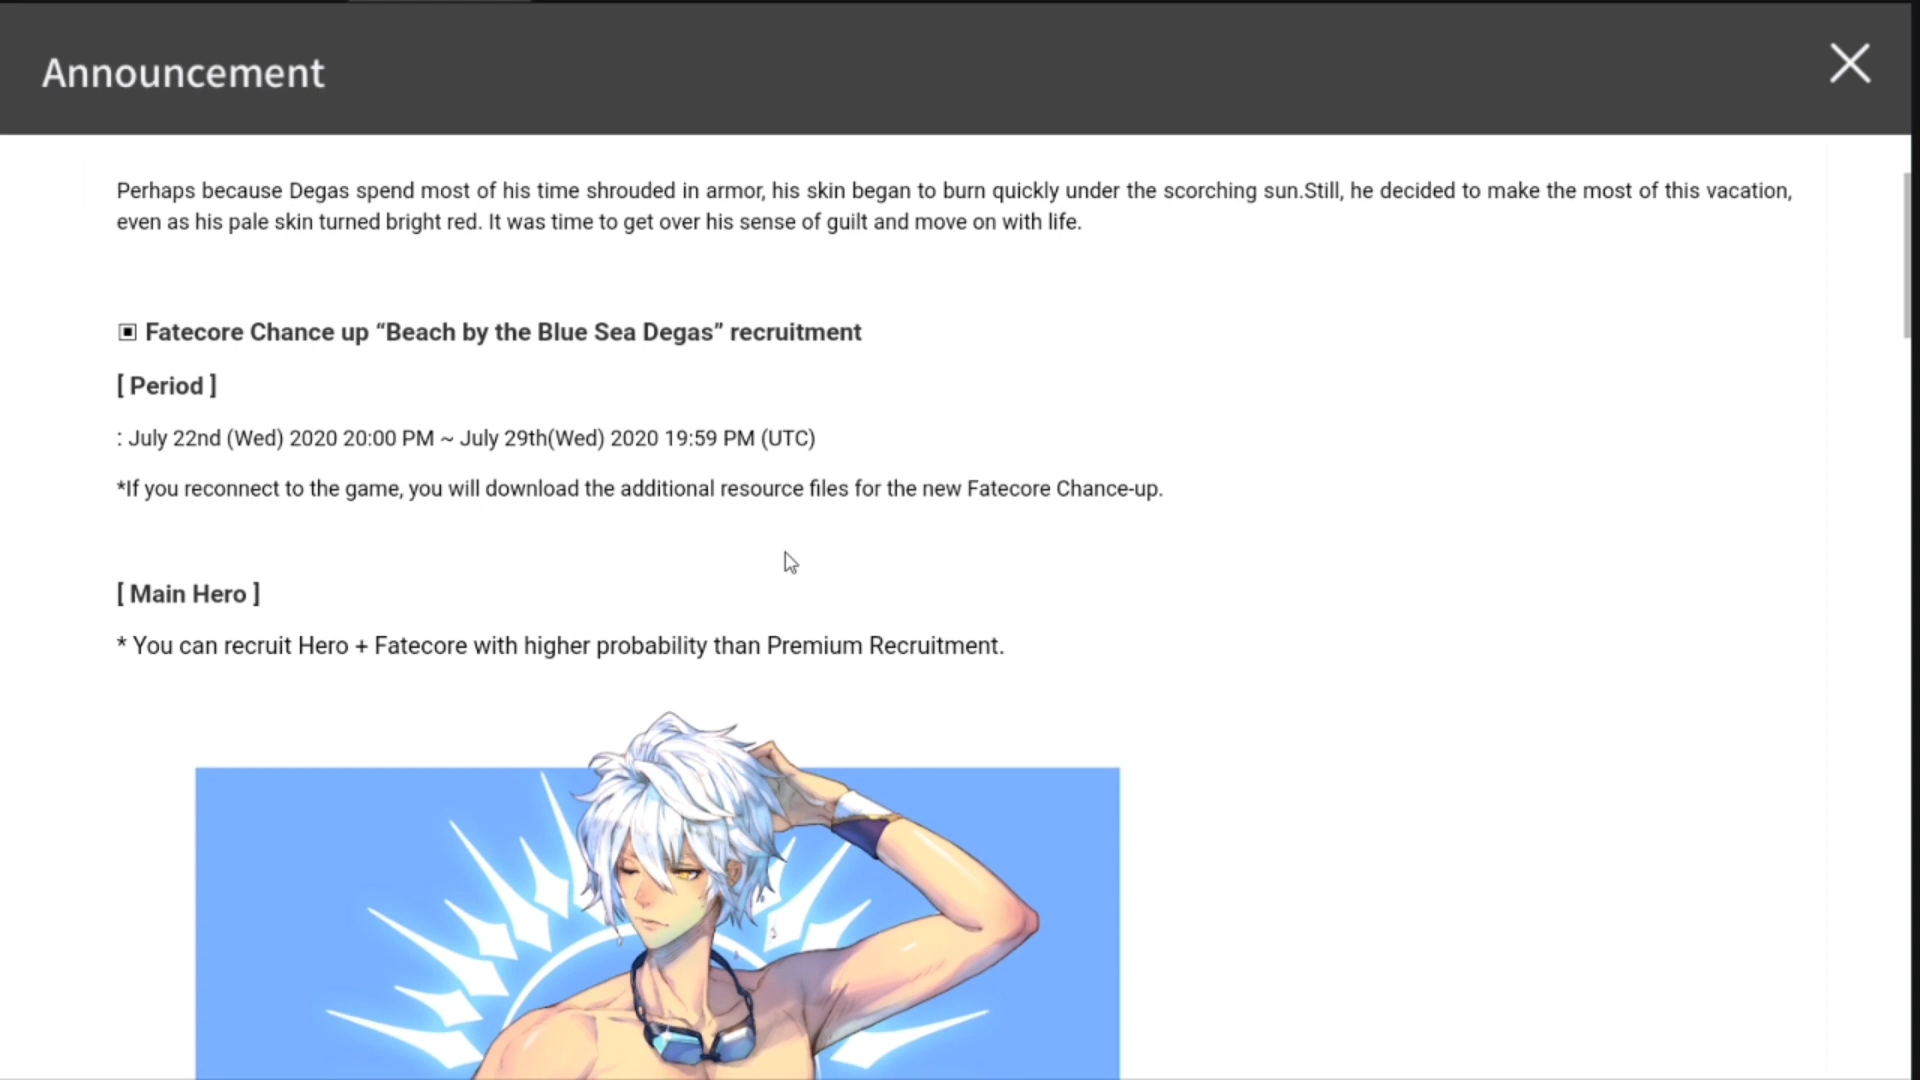 Announcement
Perhaps because Degas spend most of his time shrouded in armor, his skin began to burn quickly under the scorching sun.Still, he decided to make the most of this vacation,
even as his pale skin turned bright red. It was time to get over his sense of guilt and move on with life.
▣ Fatecore Chance up “Beach by the Blue Sea Degas” recruitment
[ Period ]
: July 22nd (Wed) 2020 20:00 PM ~ July 29th(Wed) 2020 19:59 PM (UTC)
*If you reconnect to the game, you will download the additional resource files for the new Fatecore Chance-up.
[ Main Hero ]
* You can recruit Hero + Fatecore with higher probability than Premium Recruitment.